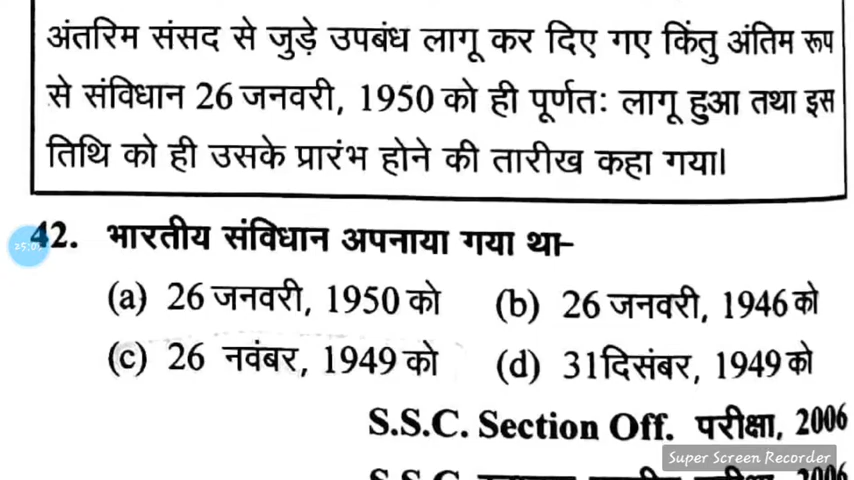 अंतरिम संसद से जुड़े उपबंध लागू कर दिए गए किंतु अंतिम रूप
से संविधान 26 जनवरी, 1950 को ही पूर्णतः लागू हुआ तथा इस
तिथि को ही उसके प्रारंभ होने की तारीख कहा गया।
42. भारतीय संविधान अपनाया गया था–
(a) 26 जनवरी, 1950 को (b) 26 जनवरी, 1946 को
(c) 26 नवंबर, 1949 को (d) 31 दिसंबर, 1949 को
S.S.C. Section Off. परीक्षा, 2006
Super Screen Recorder
S.S.C. 2006